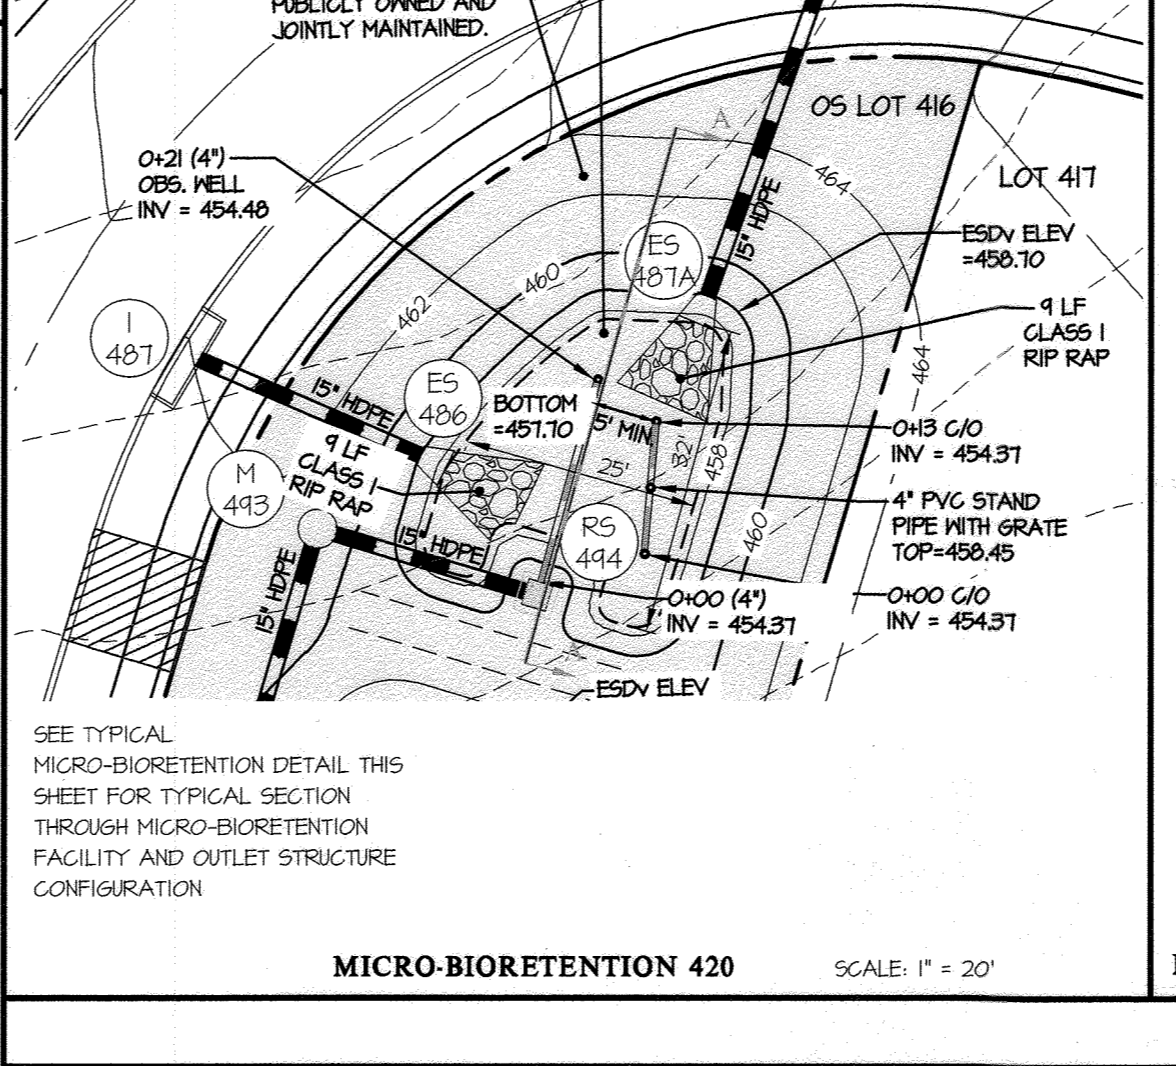 PUBLICLY OWNED AND
JOINTLY MAINTAINED.
OS LOT 416
A
0+21 (4")
OBS. WELL
INV = 454.48
464
LOT 417
15" HDPE
ESDv ELEV
=458.70
ES
487A
460
462
9 LF
CLASS I
RIP RAP
I
487
464
15" HDPE
ES
486
BOTTOM
=457.70
5' MIN.
0+13 C/O
INV = 454.37
9 LF
CLASS I
RIP RAP
25'
32'
458
M
493
4" PVC STAND
PIPE WITH GRATE
TOP=458.45
RS
494
460
15" HDPE
15" HDPE
0+00 (4")
INV = 454.37
0+00 C/O
INV = 454.37
A
ESDv ELEV
SEE TYPICAL
MICRO-BIORETENTION DETAIL THIS
SHEET FOR TYPICAL SECTION
THROUGH MICRO-BIORETENTION
FACILITY AND OUTLET STRUCTURE
CONFIGURATION
MICRO-BIORETENTION 420
SCALE: 1" = 20'